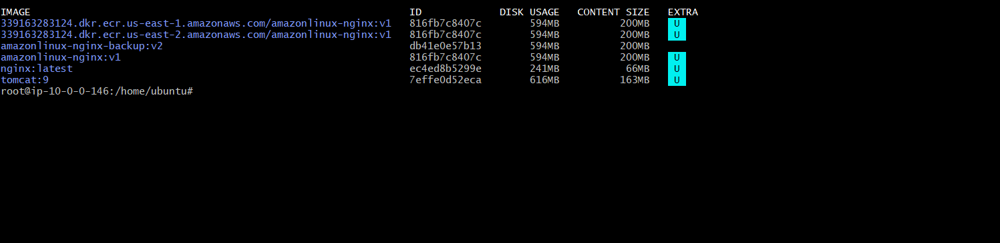 IMAGE ID DISK USAGE CONTENT SIZE EXTRA
339163283124.dkr.ecr.us-east-1.amazonaws.com/amazonlinux-nginx:v1 816fb7c8407c 594MB 200MB U
339163283124.dkr.ecr.us-east-2.amazonaws.com/amazonlinux-nginx:v1 816fb7c8407c 594MB 200MB U
amazonlinux-nginx-backup:v2 db41e0e57b13 594MB 200MB
amazonlinux-nginx:v1 816fb7c8407c 594MB 200MB U
nginx:latest ec4ed8b5299e 241MB 66MB U
tomcat:9 7effe0d52eca 616MB 163MB U
root@ip-10-0-0-146:/home/ubuntu#